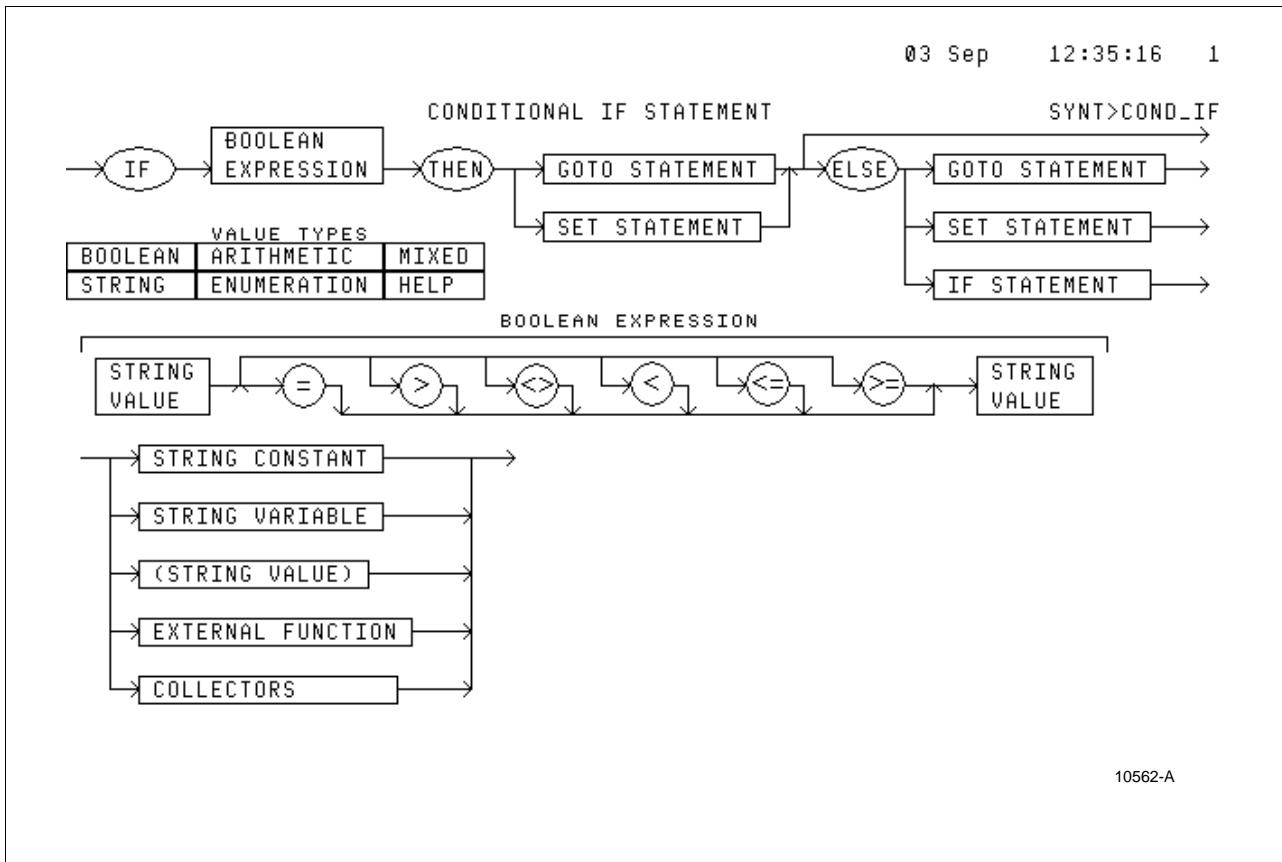 03 Sep 12:35:16 1
CONDITIONAL IF STATEMENT SYNT>COND_IF
IF
BOOLEAN
EXPRESSION
THEN
GOTO STATEMENT
SET STATEMENT
ELSE
GOTO STATEMENT
SET STATEMENT
IF STATEMENT
VALUE TYPES
BOOLEAN ARITHMETIC MIXED
STRING ENUMERATION HELP
BOOLEAN EXPRESSION
STRING
VALUE
= > <> < <= >=
STRING
VALUE
STRING CONSTANT
STRING VARIABLE
(STRING VALUE)
EXTERNAL FUNCTION
COLLECTORS
10562-A